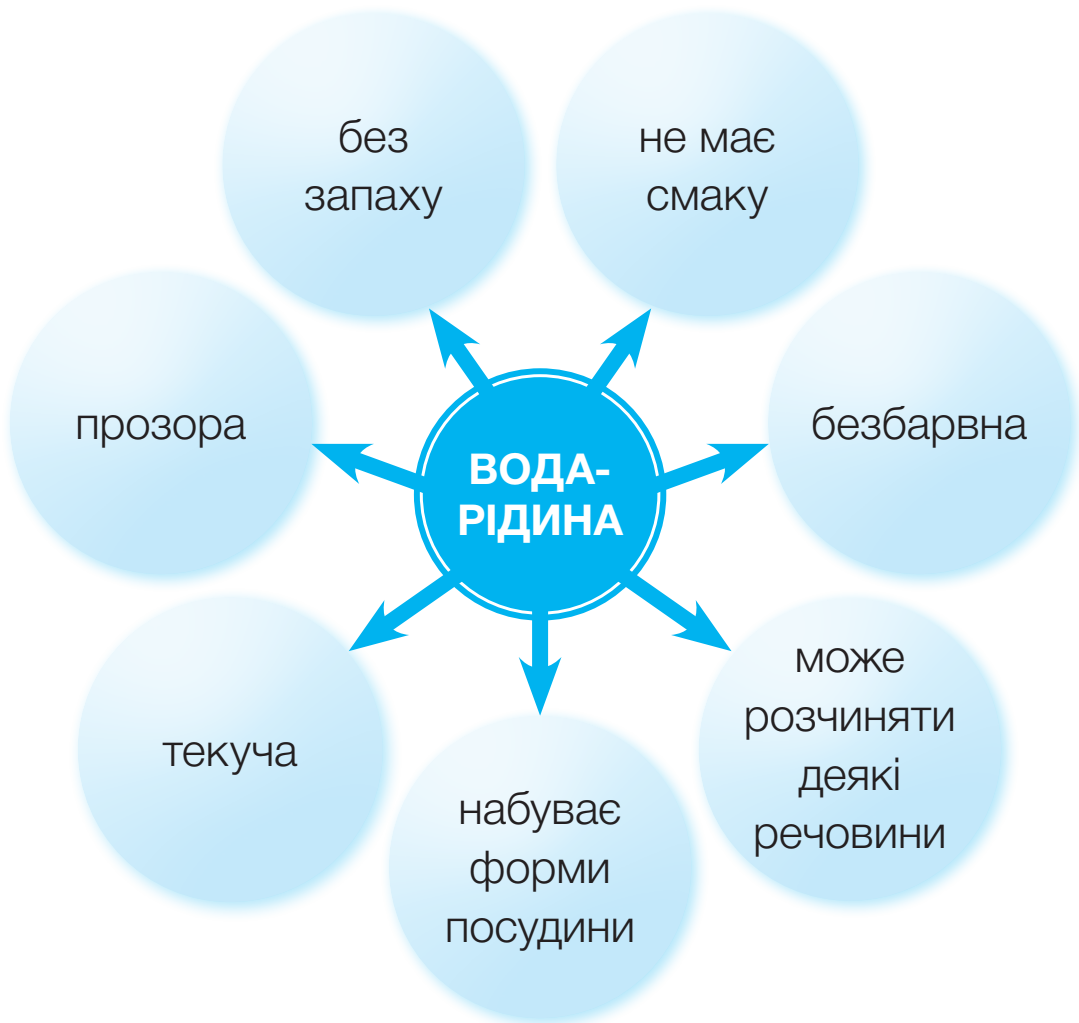 без
запаху
не має
смаку
прозора
безбарвна
ВОДА-
РІДИНА
текуча
може
розчиняти
деякі
речовини
набуває
форми
посудини